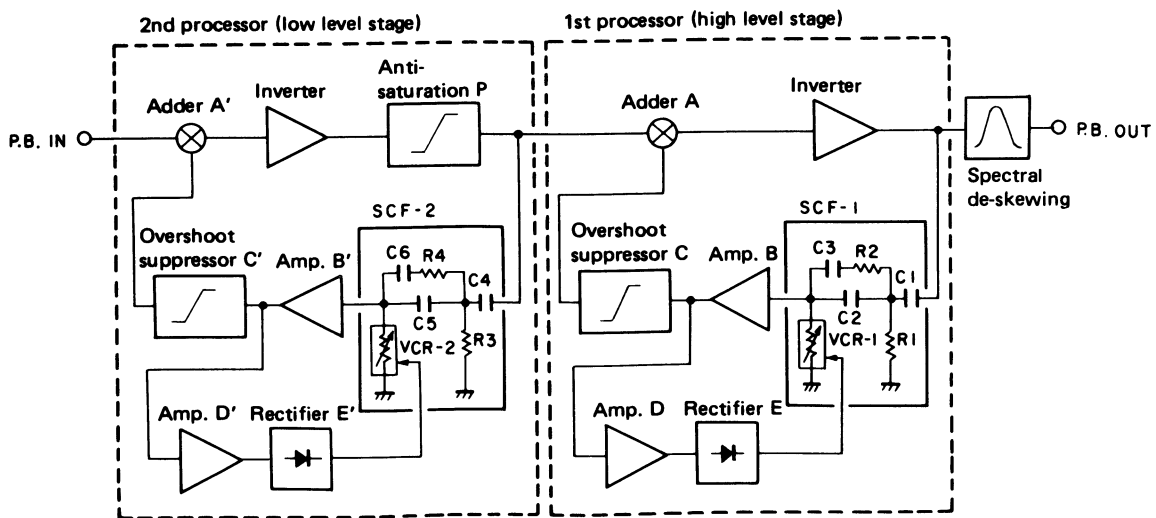 2nd processor (low level stage)
1st processor (high level stage)
Anti-
saturation P
Inverter
Adder A'
P.B. IN
Adder A
Inverter
P.B. OUT
Spectral
de-skewing
SCF-2
Overshoot
suppressor C'
Amp. B'
C6
R4
C4
C5
R3
VCR-2
Amp. D'
Rectifier E'
SCF-1
Overshoot
suppressor C
Amp. B
C3
R2
C1
C2
R1
VCR-1
Amp. D
Rectifier E